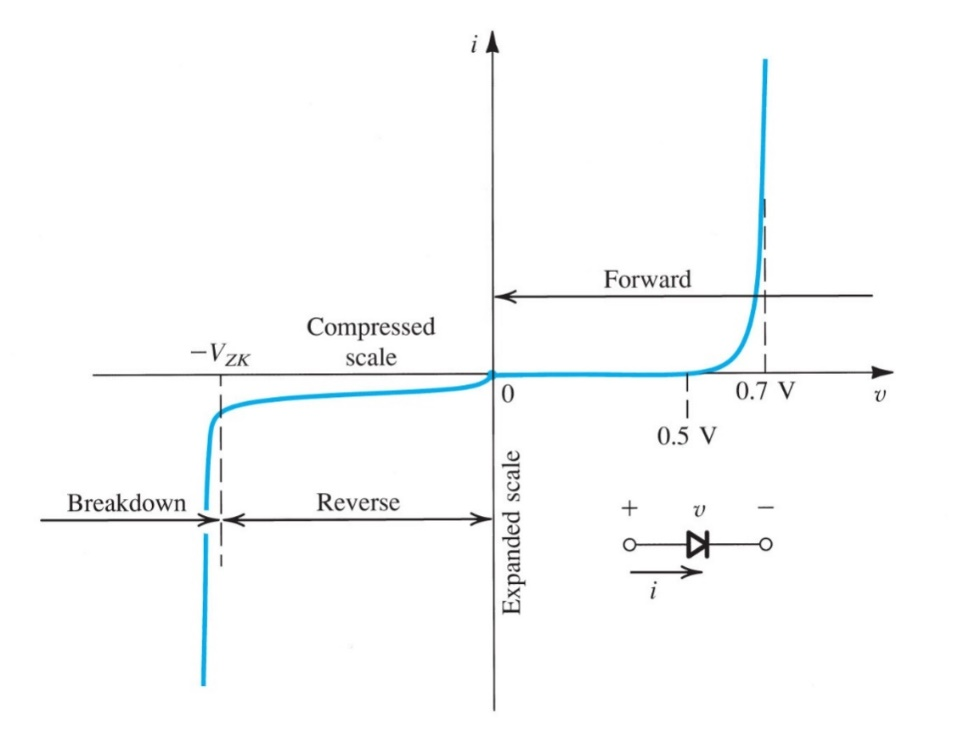 i
Forward
Compressed
scale
−V_ZK
0
0.7 V
v
0.5 V
Breakdown
Reverse
Expanded scale
+ v −
i